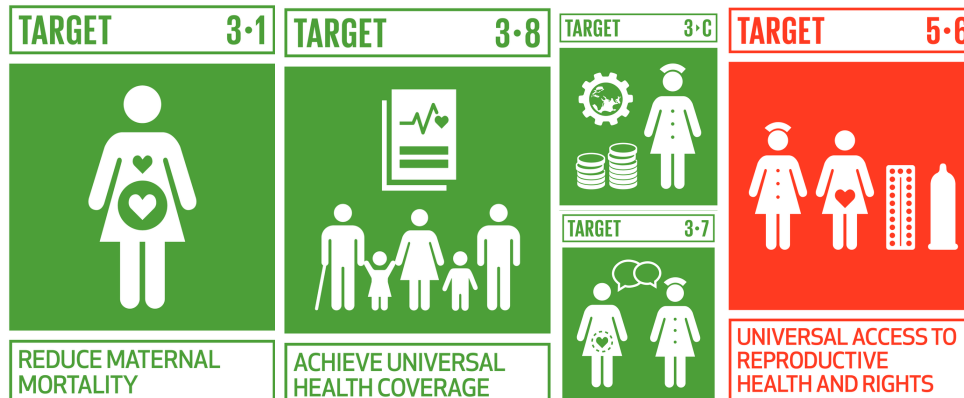 TARGET 3·1
REDUCE MATERNAL
MORTALITY
TARGET 3·8
ACHIEVE UNIVERSAL
HEALTH COVERAGE
TARGET 3·C
TARGET 3·7
TARGET 5·6
UNIVERSAL ACCESS TO
REPRODUCTIVE
HEALTH AND RIGHTS